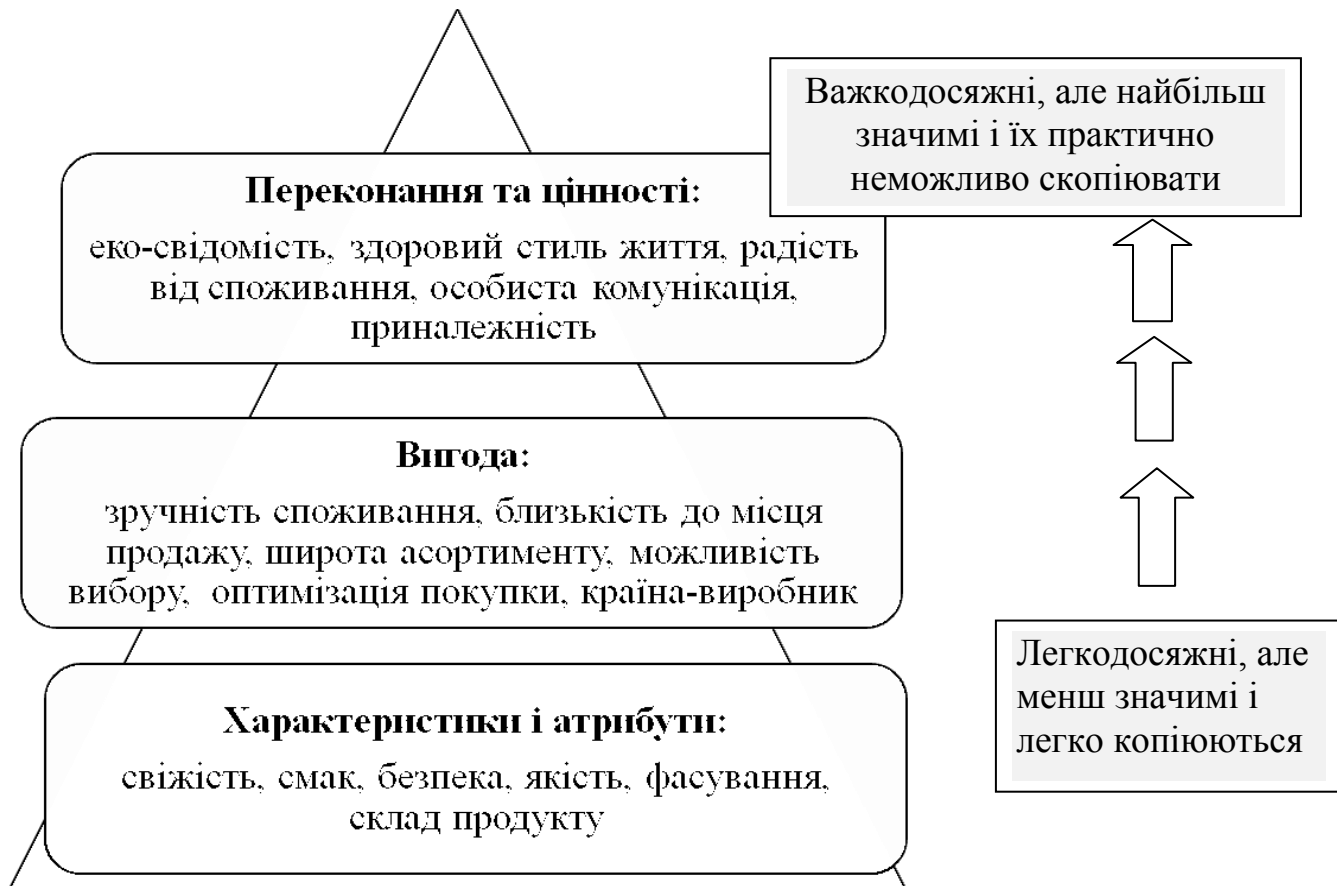 Важкодосяжні, але найбільш
значимі і їх практично
неможливо скопіювати
Переконання та цінності:
еко-свідомість, здоровий стиль життя, радість
від споживання, особиста комунікація,
приналежність
Вигода:
зручність споживання, близькість до місця
продажу, широта асортименту, можливість
вибору, оптимізація покупки, країна-виробник
Легкодосяжні, але
менш значимі і
легко копіюються
Характеристики і атрибути:
свіжість, смак, безпека, якість, фасування,
склад продукту